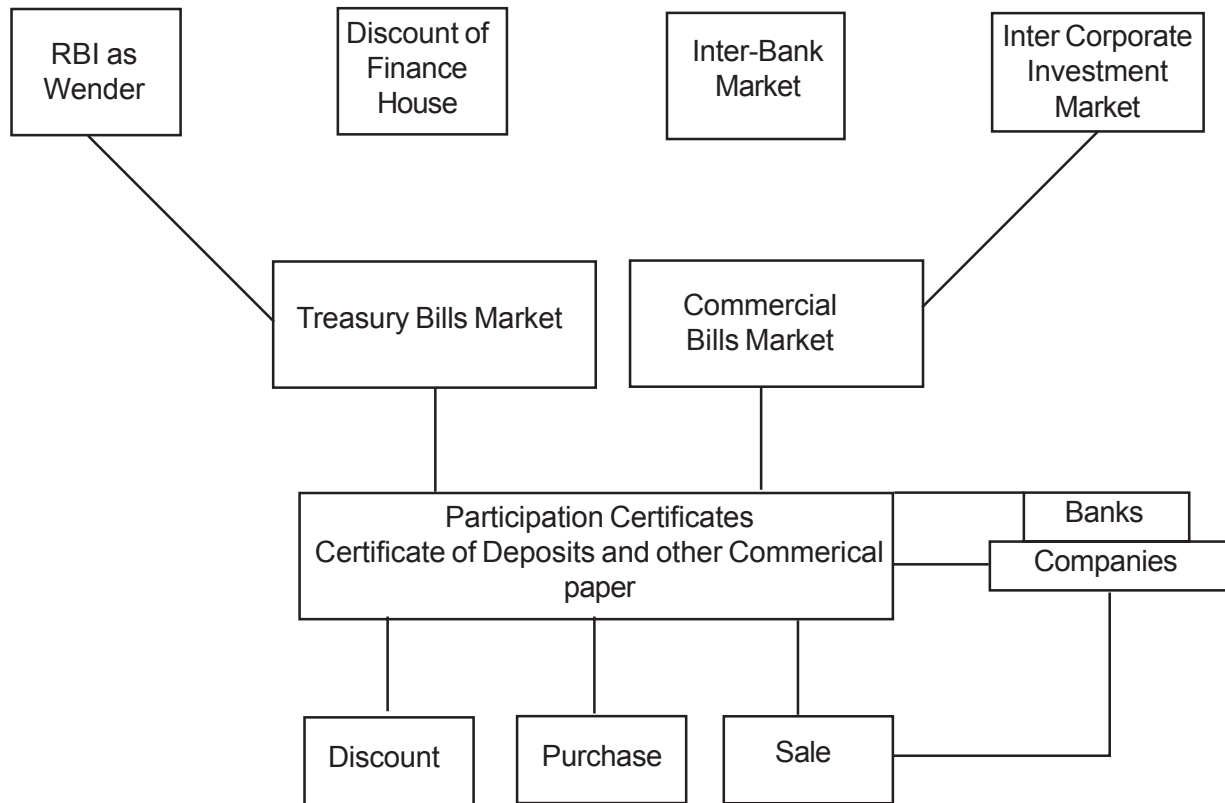 RBI as
Wender
Discount of
Finance
House
Inter-Bank
Market
Inter Corporate
Investment
Market
Treasury Bills Market
Commercial
Bills Market
Participation Certificates
Certificate of Deposits and other Commerical
paper
Banks
Companies
Discount
Purchase
Sale